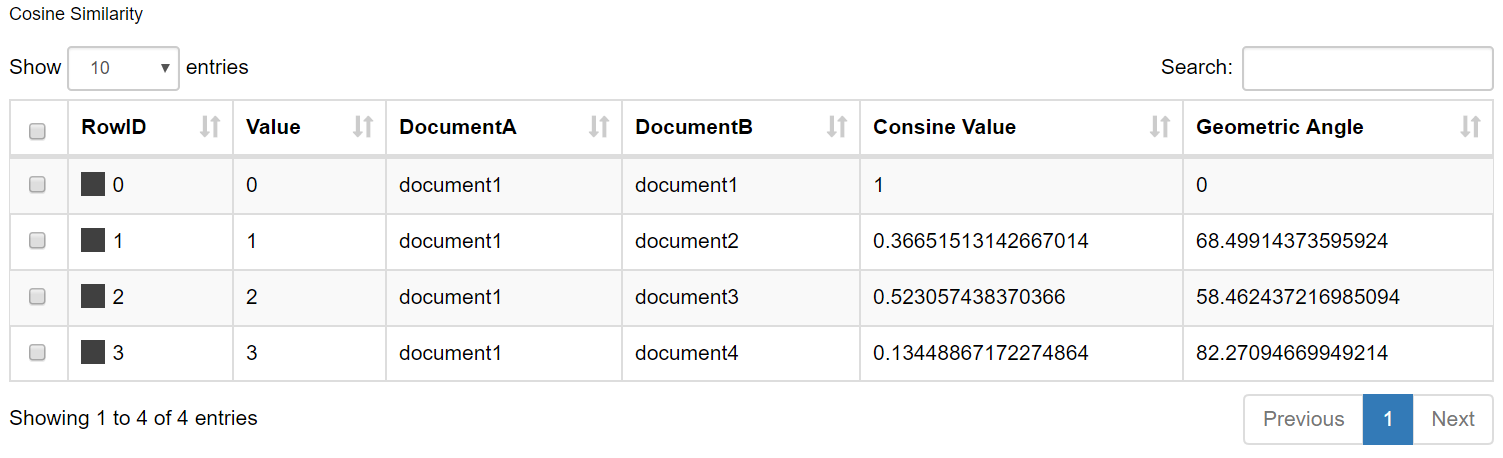 Cosine Similarity
Show 10 entries Search:
RowID Value DocumentA DocumentB Consine Value Geometric Angle
0 0 document1 document1 1 0
1 1 document1 document2 0.36651513142667014 68.49914373595924
2 2 document1 document3 0.523057438370366 58.462437216985094
3 3 document1 document4 0.13448867172274864 82.27094669949214
Showing 1 to 4 of 4 entries Previous 1 Next